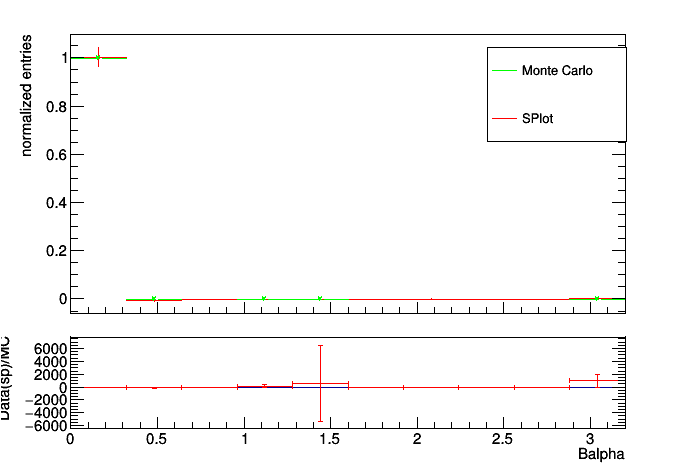 normalized entries
1
0.8
0.6
0.4
0.2
0
Monte Carlo
SPlot
Data(sp)/MC
6000
4000
2000
0
−2000
−4000
−6000
0 0.5 1 1.5 2 2.5 3
Balpha